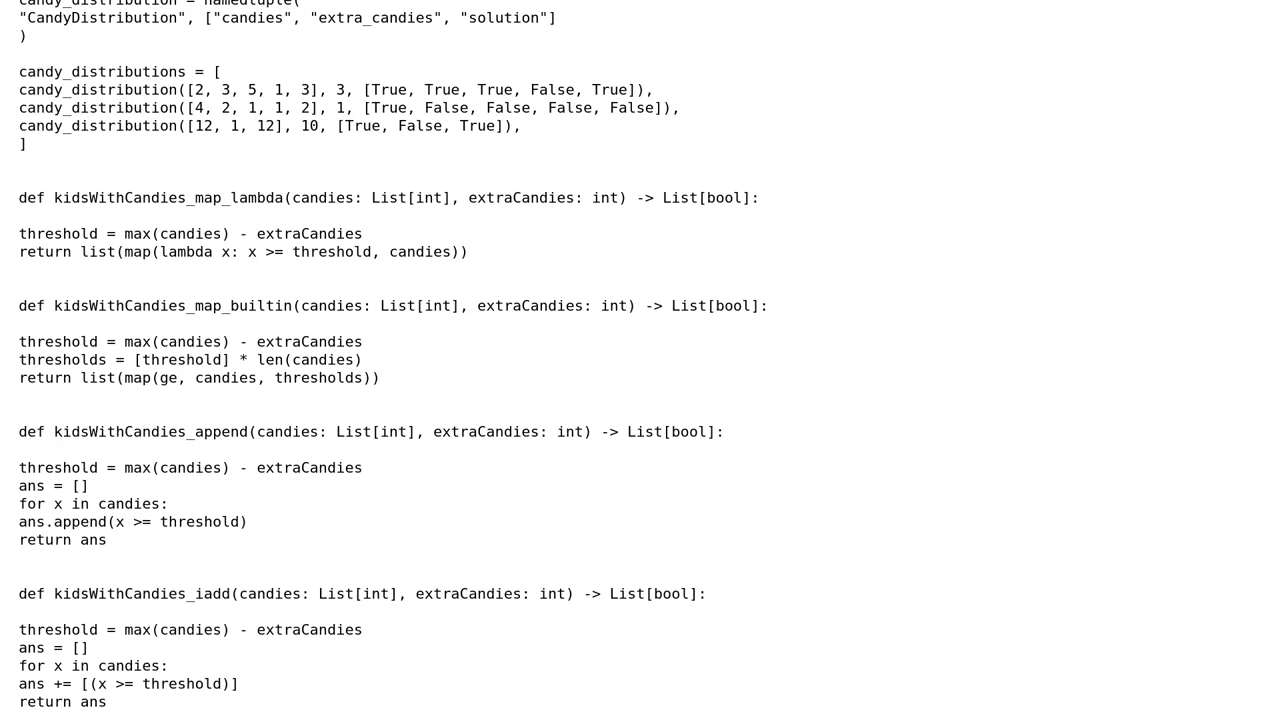 candy_distribution = namedtuple(
"CandyDistribution", ["candies", "extra_candies", "solution"]
)
candy_distributions = [
candy_distribution([2, 3, 5, 1, 3], 3, [True, True, True, False, True]),
candy_distribution([4, 2, 1, 1, 2], 1, [True, False, False, False, False]),
candy_distribution([12, 1, 12], 10, [True, False, True]),
]
def kidsWithCandies_map_lambda(candies: List[int], extraCandies: int) -> List[bool]:
threshold = max(candies) - extraCandies
return list(map(lambda x: x >= threshold, candies))
def kidsWithCandies_map_builtin(candies: List[int], extraCandies: int) -> List[bool]:
threshold = max(candies) - extraCandies
thresholds = [threshold] * len(candies)
return list(map(ge, candies, thresholds))
def kidsWithCandies_append(candies: List[int], extraCandies: int) -> List[bool]:
threshold = max(candies) - extraCandies
ans = []
for x in candies:
ans.append(x >= threshold)
return ans
def kidsWithCandies_iadd(candies: List[int], extraCandies: int) -> List[bool]:
threshold = max(candies) - extraCandies
ans = []
for x in candies:
ans += [(x >= threshold)]
return ans